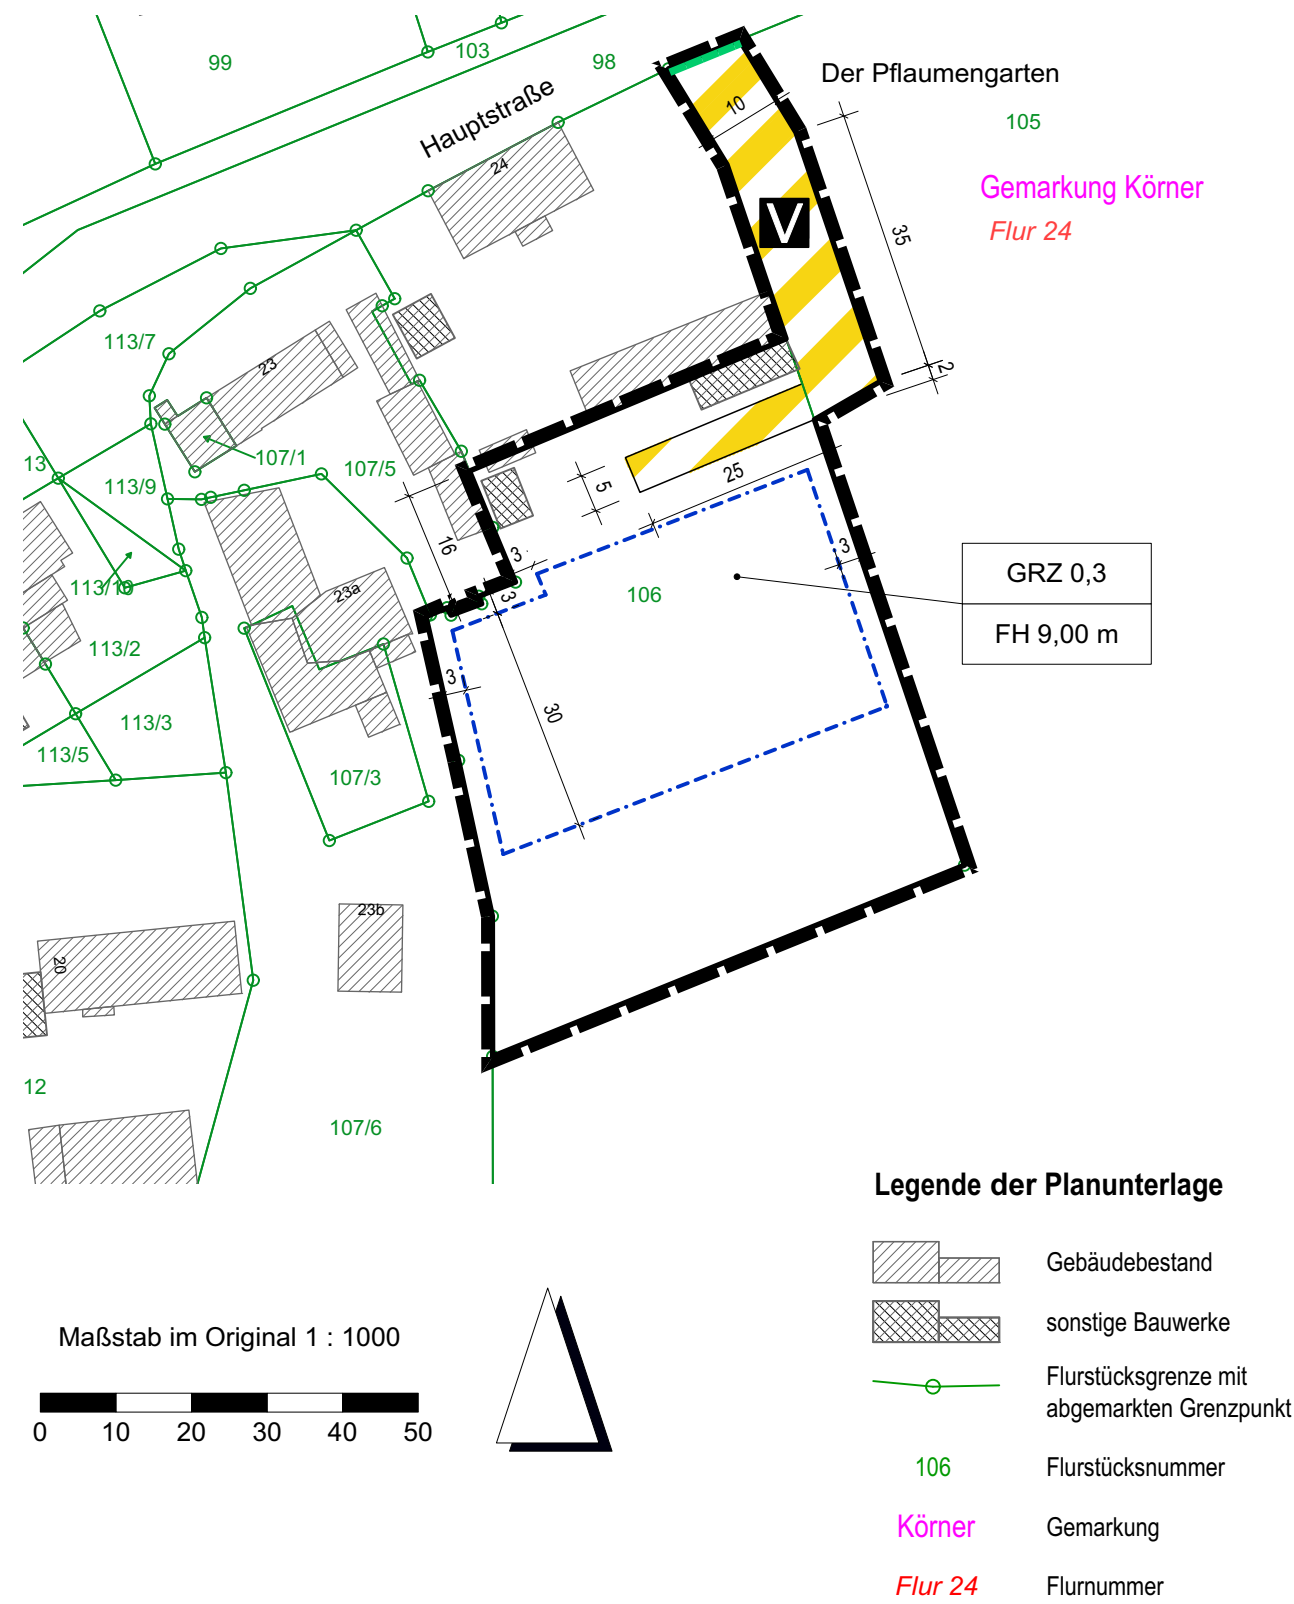 99
103
98
Der Pflaumengarten
Hauptstraße
10
105
24
Gemarkung Körner
V
35
Flur 24
113/7
23
2
13
107/1
107/5
113/9
25
5
16
3
3
113/10
3
GRZ 0,3
23a
106
FH 9,00 m
113/2
3
30
113/3
113/5
107/3
23b
20
12
107/6
Legende der Planunterlage
Gebäudebestand
sonstige Bauwerke
Maßstab im Original 1 : 1000
Flurstücksgrenze mit
abgemarkten Grenzpunkt
0 10 20 30 40 50
106 Flurstücksnummer
Körner Gemarkung
Flur 24 Flurnummer